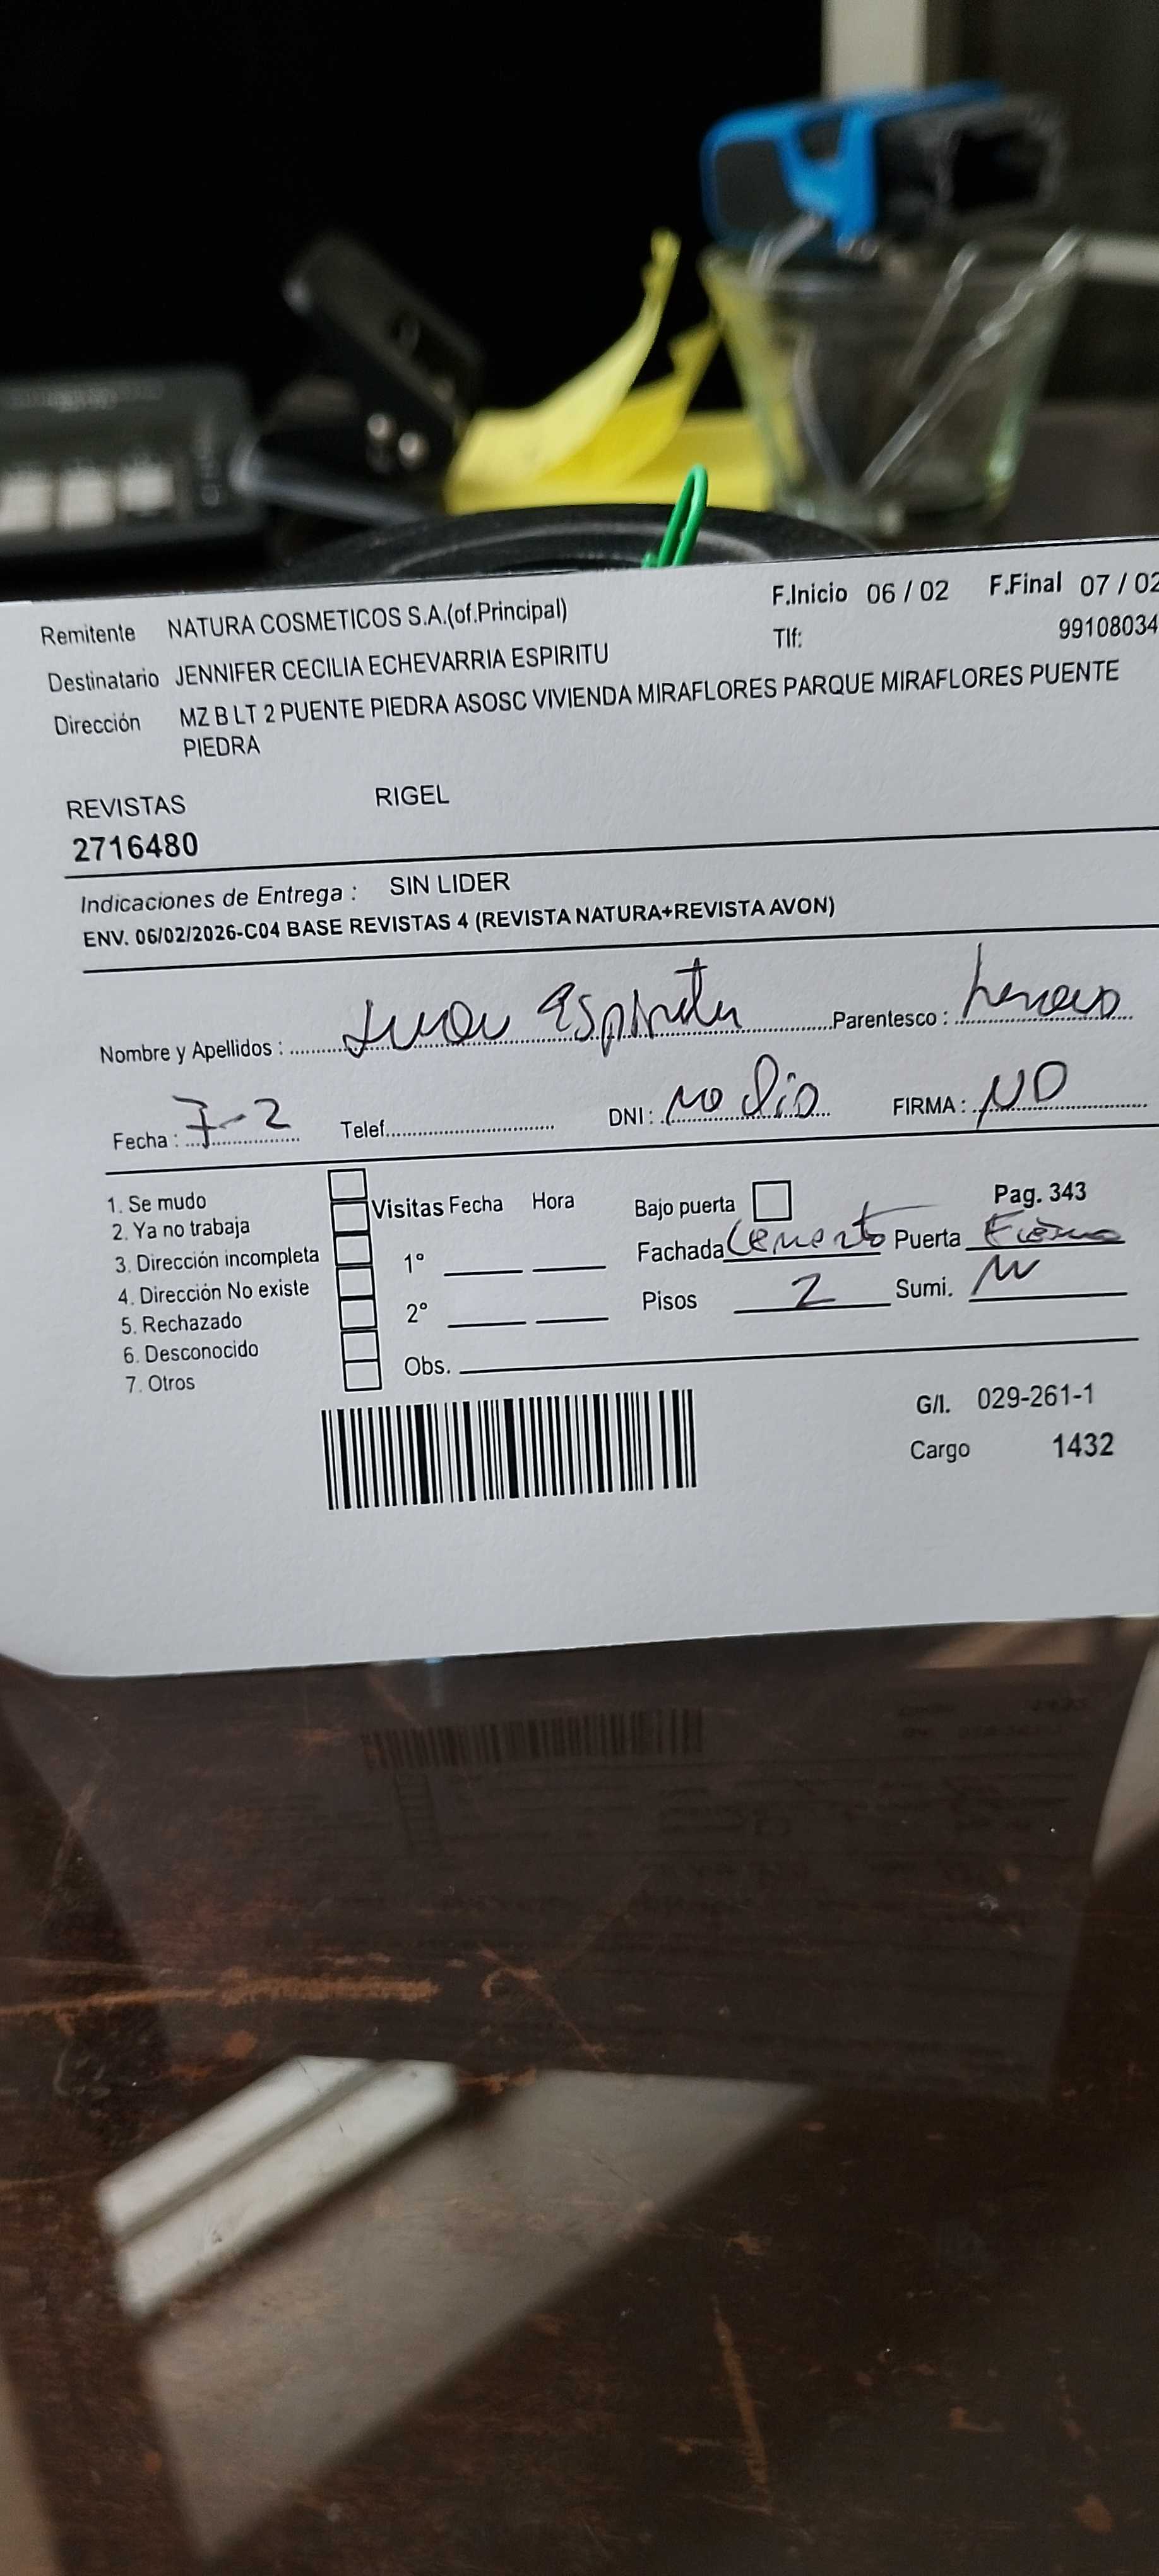 F.Inicio 06 / 02 F.Final 07 / 02
Remitente NATURA COSMETICOS S.A.(of.Principal)
Tlf: 99108034
Destinatario JENNIFER CECILIA ECHEVARRIA ESPIRITU
Dirección MZ B LT 2 PUENTE PIEDRA ASOSC VIVIENDA MIRAFLORES PARQUE MIRAFLORES PUENTE
PIEDRA
REVISTAS RIGEL
2716480
Indicaciones de Entrega : SIN LIDER
ENV. 06/02/2026-C04 BASE REVISTAS 4 (REVISTA NATURA+REVISTA AVON)
Nombre y Apellidos : Espiritu Parentesco :
Fecha : 7-2 Telef. DNI : no dio FIRMA : NO
1. Se mudo
2. Ya no trabaja
3. Dirección incompleta
4. Dirección No existe
5. Rechazado
6. Desconocido
7. Otros
Visitas Fecha Hora
1°
2°
Obs.
Bajo puerta Pag. 343
Fachada Cemento Puerta
Pisos 2 Sumi.
G/I. 029-261-1
Cargo 1432